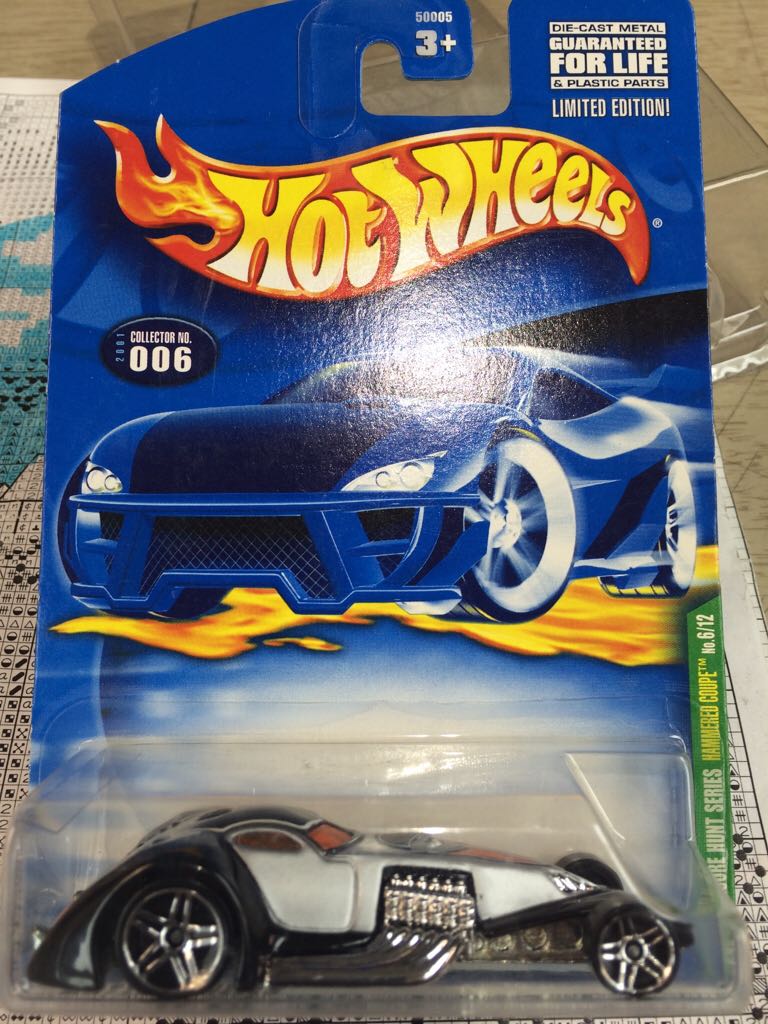 50005
3+
DIE-CAST METAL
GUARANTEED
FOR LIFE
& PLASTIC PARTS
LIMITED EDITION!
HOT WHEELS ®
2001
COLLECTOR NO.
006
HUNT SERIES HAMMERED COUPE™ No. 6/12